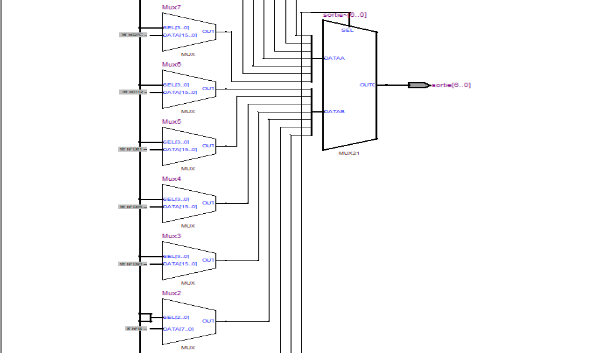 Mux7
SEL[3..0]
DATA[15..0]
OUT
MUX
Mux6
SEL[3..0]
DATA[15..0]
OUT
MUX
Mux5
SEL[3..0]
DATA[15..0]
OUT
MUX
Mux4
SEL[3..0]
DATA[15..0]
OUT
MUX
Mux3
SEL[3..0]
DATA[15..0]
OUT
MUX
Mux2
SEL[2..0]
DATA[7..0]
OUT
MUX
sortie~[6..0]
SEL
DATAA
DATAB
OUT0
MUX21
sortie[6..0]